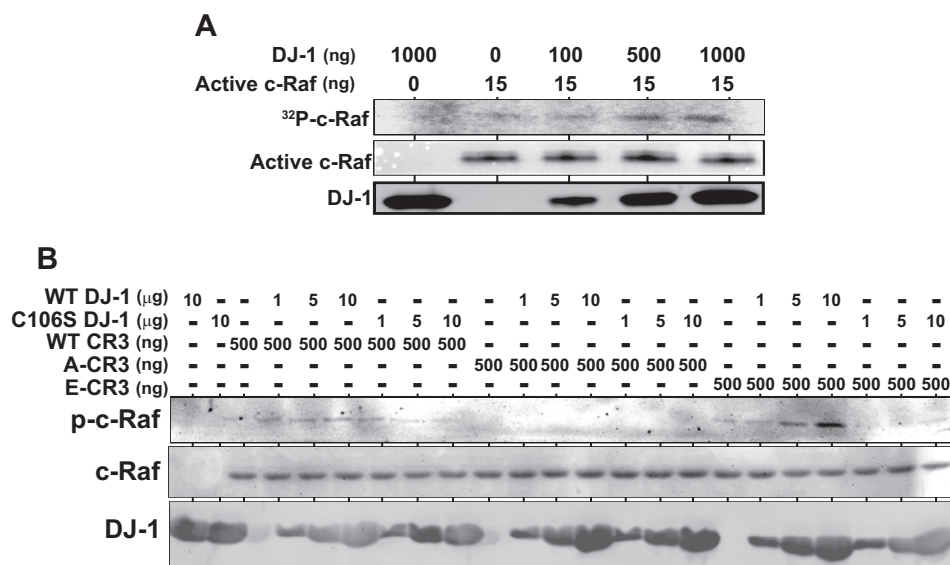 A
DJ-1 (ng) 1000 0 100 500 1000
Active c-Raf (ng) 0 15 15 15 15
³²P-c-Raf
Active c-Raf
DJ-1
B
WT DJ-1 (μg) 10 - - 1 5 10 - - - - 1 5 10 - - - - 1 5 10 - - -
C106S DJ-1 (μg) - 10 - - - - 1 5 10 - - - - 1 5 10 - - - - 1 5 10
WT CR3 (ng) - - 500 500 500 500 500 500 500 - - - - - - - - - - - - - -
A-CR3 (ng) - - - - - - - - - 500 500 500 500 500 500 500 - - - - - - -
E-CR3 (ng) - - - - - - - - - - - - - - - - 500 500 500 500 500 500 500
p-c-Raf
c-Raf
DJ-1